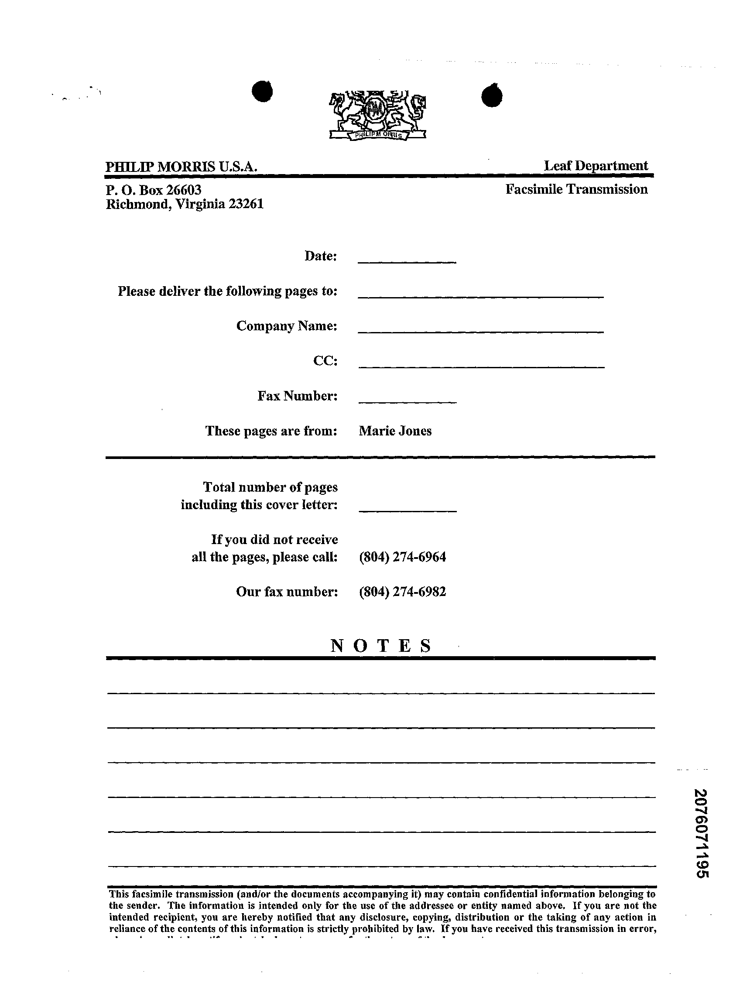 PM
PHILIP MORRIS
PHILIP MORRIS U.S.A. Leaf Department
P. O. Box 26603 Facsimile Transmission
Richmond, Virginia 23261
Date:
Please deliver the following pages to:
Company Name:
CC:
Fax Number:
These pages are from: Marie Jones
Total number of pages
including this cover letter:
If you did not receive
all the pages, please call: (804) 274-6964
Our fax number: (804) 274-6982
N O T E S
2076071195
This facsimile transmission (and/or the documents accompanying it) may contain confidential information belonging to
the sender. The information is intended only for the use of the addressee or entity named above. If you are not the
intended recipient, you are hereby notified that any disclosure, copying, distribution or the taking of any action in
reliance of the contents of this information is strictly prohibited by law. If you have received this transmission in error,